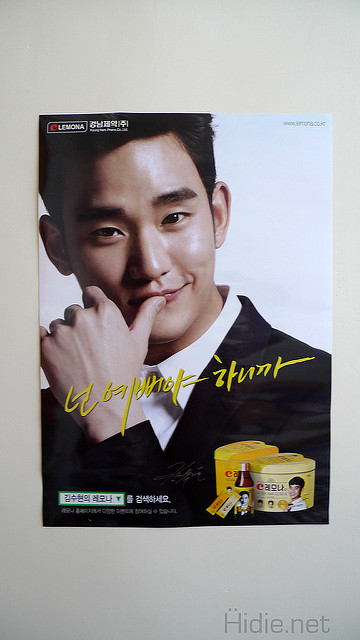 LEMONA 경남제약(주)
www.lemona.co.kr
넌 예뻐야 하니까
김수현의 레모나 ▼ 를 검색하세요.
레모나
Hidie.net